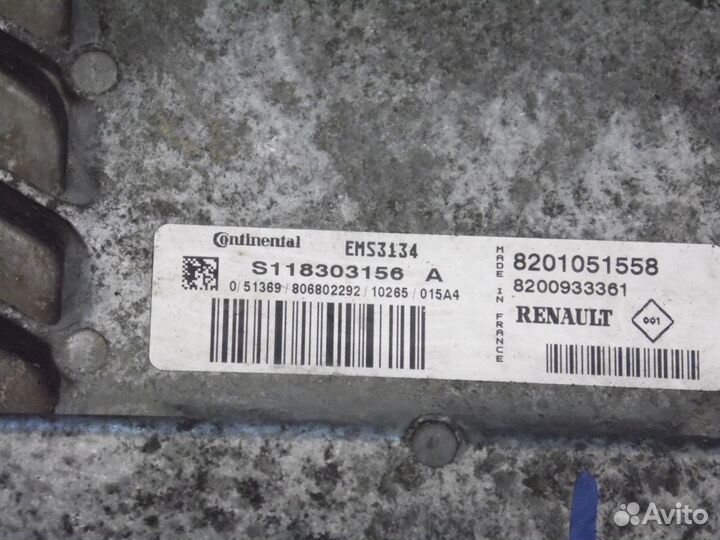 Continental EMS3134
S118303156 A
0/51369/806802292/10265/015A4
MADE IN FRANCE
8201051558
8200933361
RENAULT
001
Avito